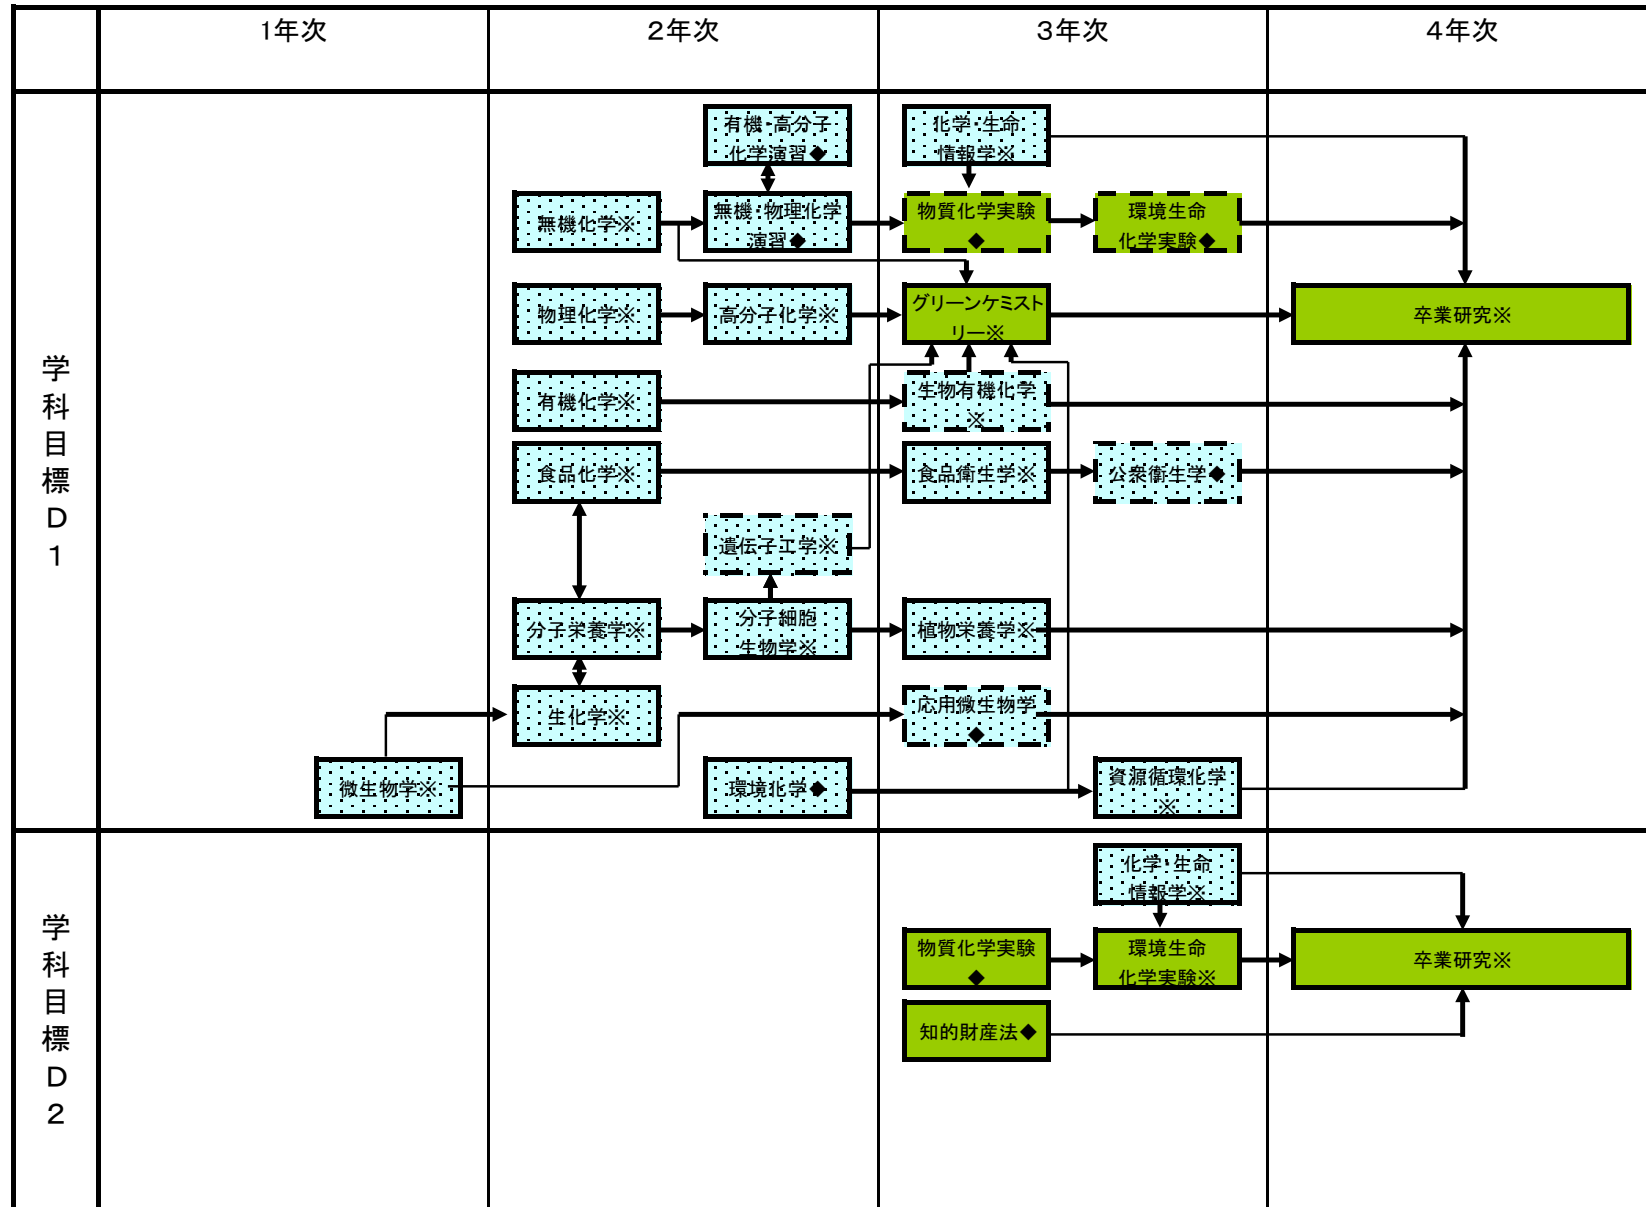 1年次
2年次
3年次
4年次
学科目標D1
有機・高分子
化学演習◆
化学・生命
情報学※
無機化学※
無機・物理化学
演習◆
物質化学実験
◆
環境生命
化学実験◆
物理化学※
高分子化学※
グリーンケミスト
リー※
卒業研究※
有機化学※
生物有機化学
※
食品化学※
食品衛生学※
公衆衛生学◆
遺伝子工学※
分子栄養学※
分子細胞
生物学※
植物栄養学※
生化学※
応用微生物学
◆
微生物学※
環境化学◆
資源循環化学
※
学科目標D2
化学・生命
情報学※
物質化学実験
◆
環境生命
化学実験※
卒業研究※
知的財産法◆